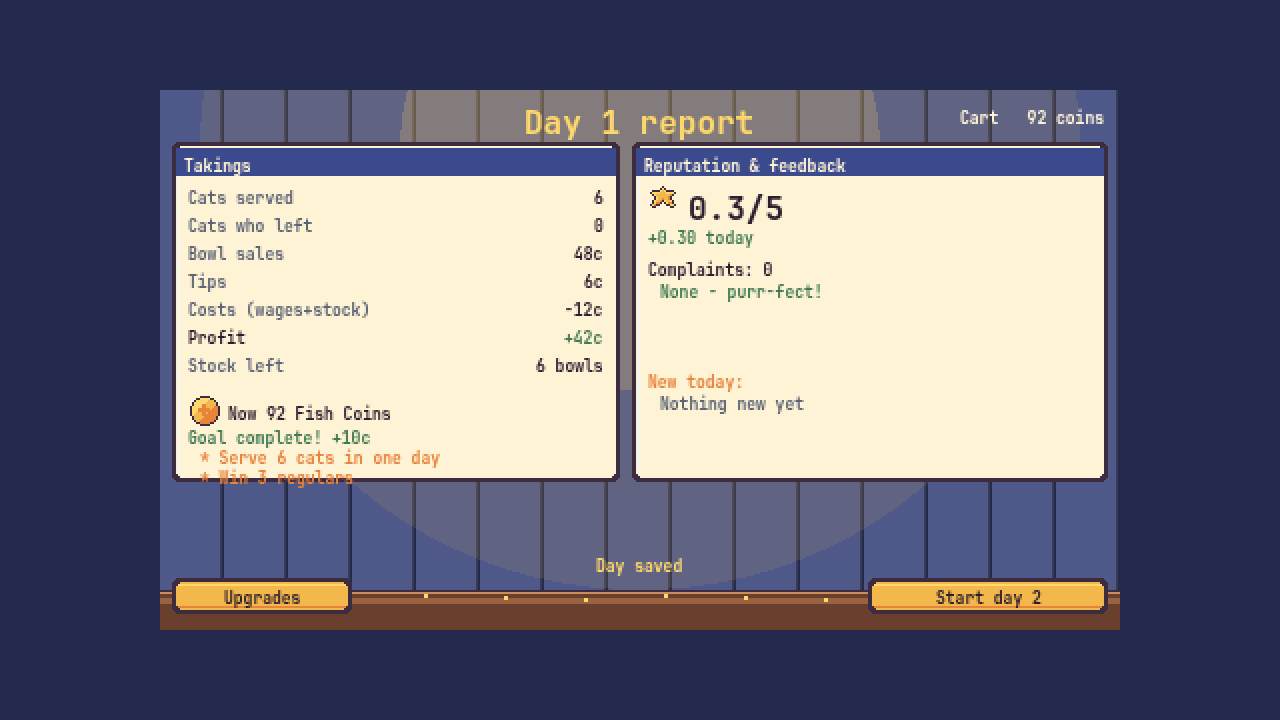 Day 1 report
Cart 92 coins
Takings
Cats served 6
Cats who left 0
Bowl sales 48c
Tips 6c
Costs (wages+stock) -12c
Profit +42c
Stock left 6 bowls
Now 92 Fish Coins
Goal complete! +10c
* Serve 6 cats in one day
* Win 3 regulars
Reputation & feedback
0.3/5
+0.30 today
Complaints: 0
None - purr-fect!
New today:
Nothing new yet
Day saved
Upgrades
Start day 2